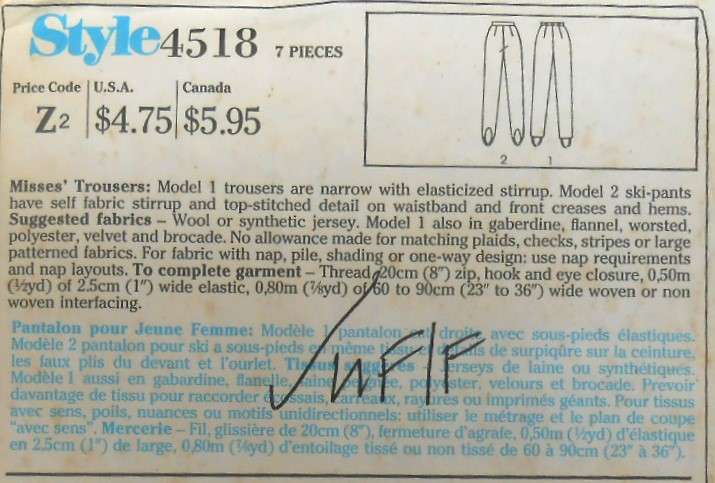 Style 4518 7 PIECES
Price Code U.S.A. Canada
Z2 $4.75 $5.95
2 1
Misses' Trousers: Model 1 trousers are narrow with elasticized stirrup. Model 2 ski-pants
have self fabric stirrup and top-stitched detail on waistband and front creases and hems.
Suggested fabrics – Wool or synthetic jersey. Model 1 also in gaberdine, flannel, worsted,
polyester, velvet and brocade. No allowance made for matching plaids, checks, stripes or large
patterned fabrics. For fabric with nap, pile, shading or one-way design: use nap requirements
and nap layouts. To complete garment – Thread, 20cm (8") zip, hook and eye closure, 0,50m
(½yd) of 2.5cm (1") wide elastic, 0,80m (⅞yd) of 60 to 90cm (23" to 36") wide woven or non
woven interfacing.
Pantalon pour Jeune Femme: Modèle 1 pantalon droit avec sous-pieds élastiques.
Modèle 2 pantalon pour ski a sous-pieds en même tissu et de surpiqûre sur la ceinture,
les faux plis du devant et l'ourlet. Tissus suggérés – Jerseys de laine ou synthétiques.
Modèle 1 aussi en gabardine, flanelle, polyester, velours et brocade. Prevoir
davantage de tissu pour raccorder écossais, carreaux, rayures ou imprimés géants. Pour tissus
avec sens, poils, nuances ou motifs unidirectionnels: utiliser le métrage et le plan de coupe
"avec sens". Mercerie – Fil, glissière de 20cm (8"), fermeture d'agrafe, 0,50m (½yd) d'élastique
en 2,5cm (1") de large, 0,80m (⅞yd) d'entoilage tissé ou non tissé de 60 à 90cm (23" à 36").